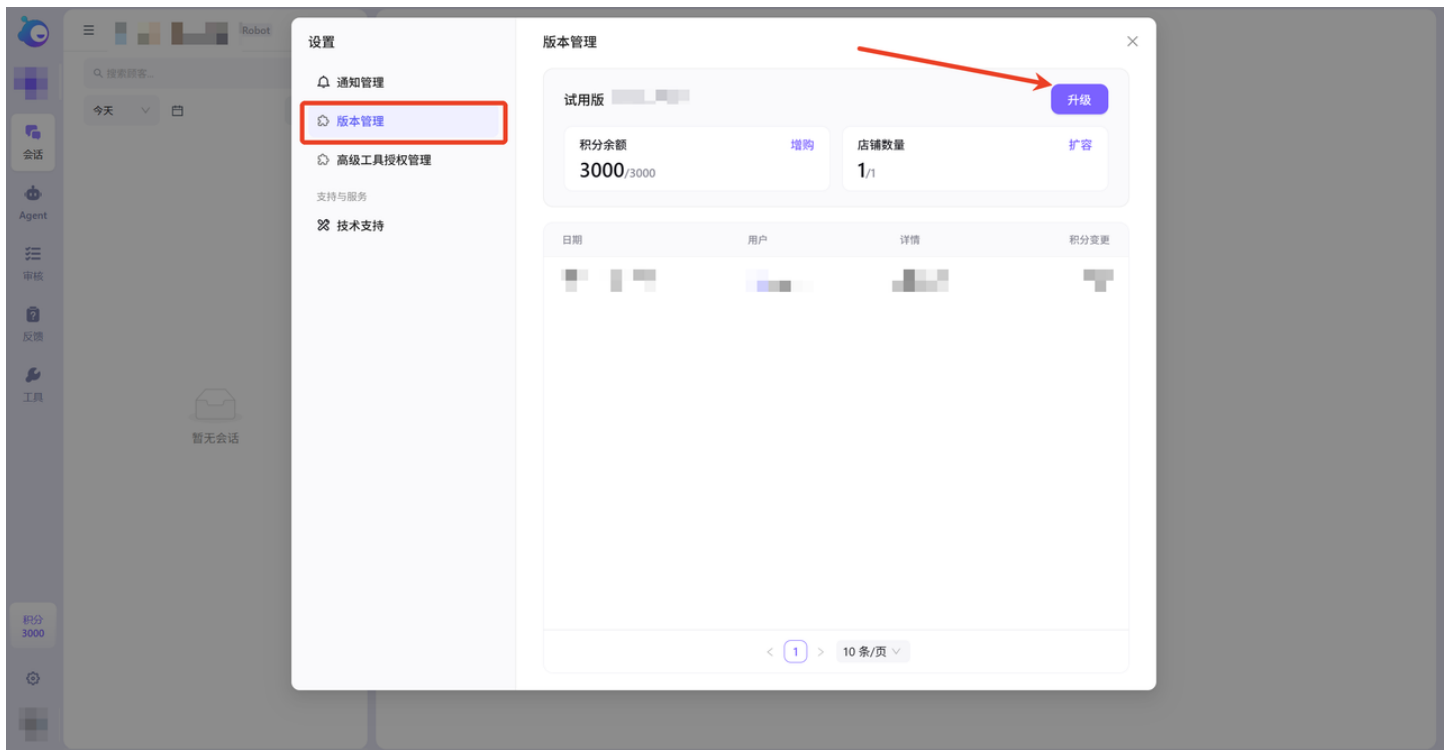 Robot
搜索顾客...
今天
会话
Agent
审核
反馈
工具
暂无会话
积分
3000
设置
通知管理
版本管理
高级工具授权管理
支持与服务
技术支持
版本管理
试用版
升级
积分余额 增购
3000/3000
店铺数量 扩容
1/1
日期 用户 详情 积分变更
< 1 > 10 条/页